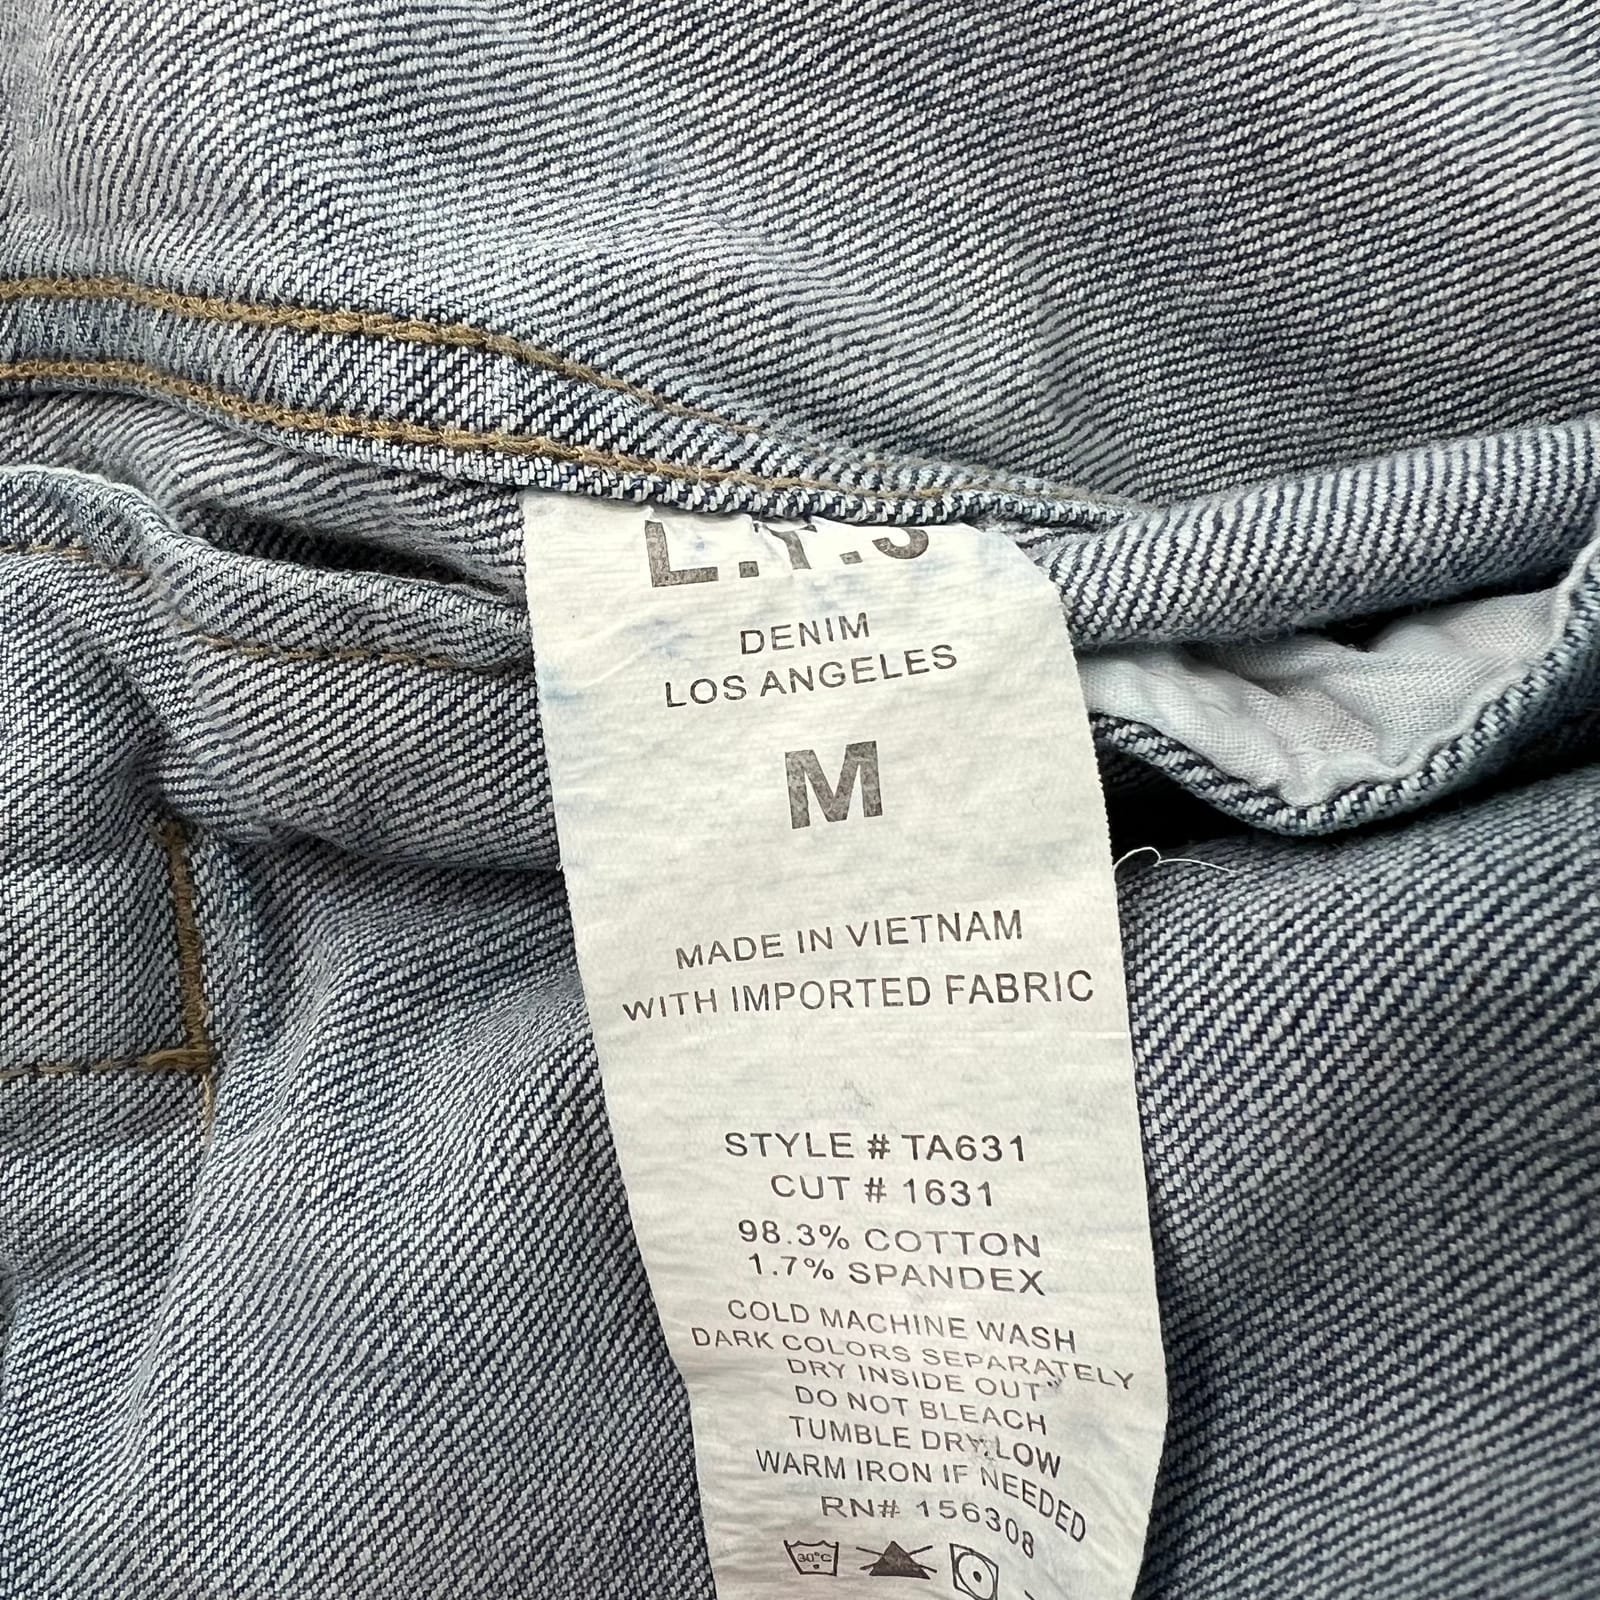 L.T.J
DENIM
LOS ANGELES
M
MADE IN VIETNAM
WITH IMPORTED FABRIC
STYLE # TA631
CUT # 1631
98.3% COTTON
1.7% SPANDEX
COLD MACHINE WASH
DARK COLORS SEPARATELY
DRY INSIDE OUT"
DO NOT BLEACH
TUMBLE DRY LOW
WARM IRON IF NEEDED
RN# 156308
30°C